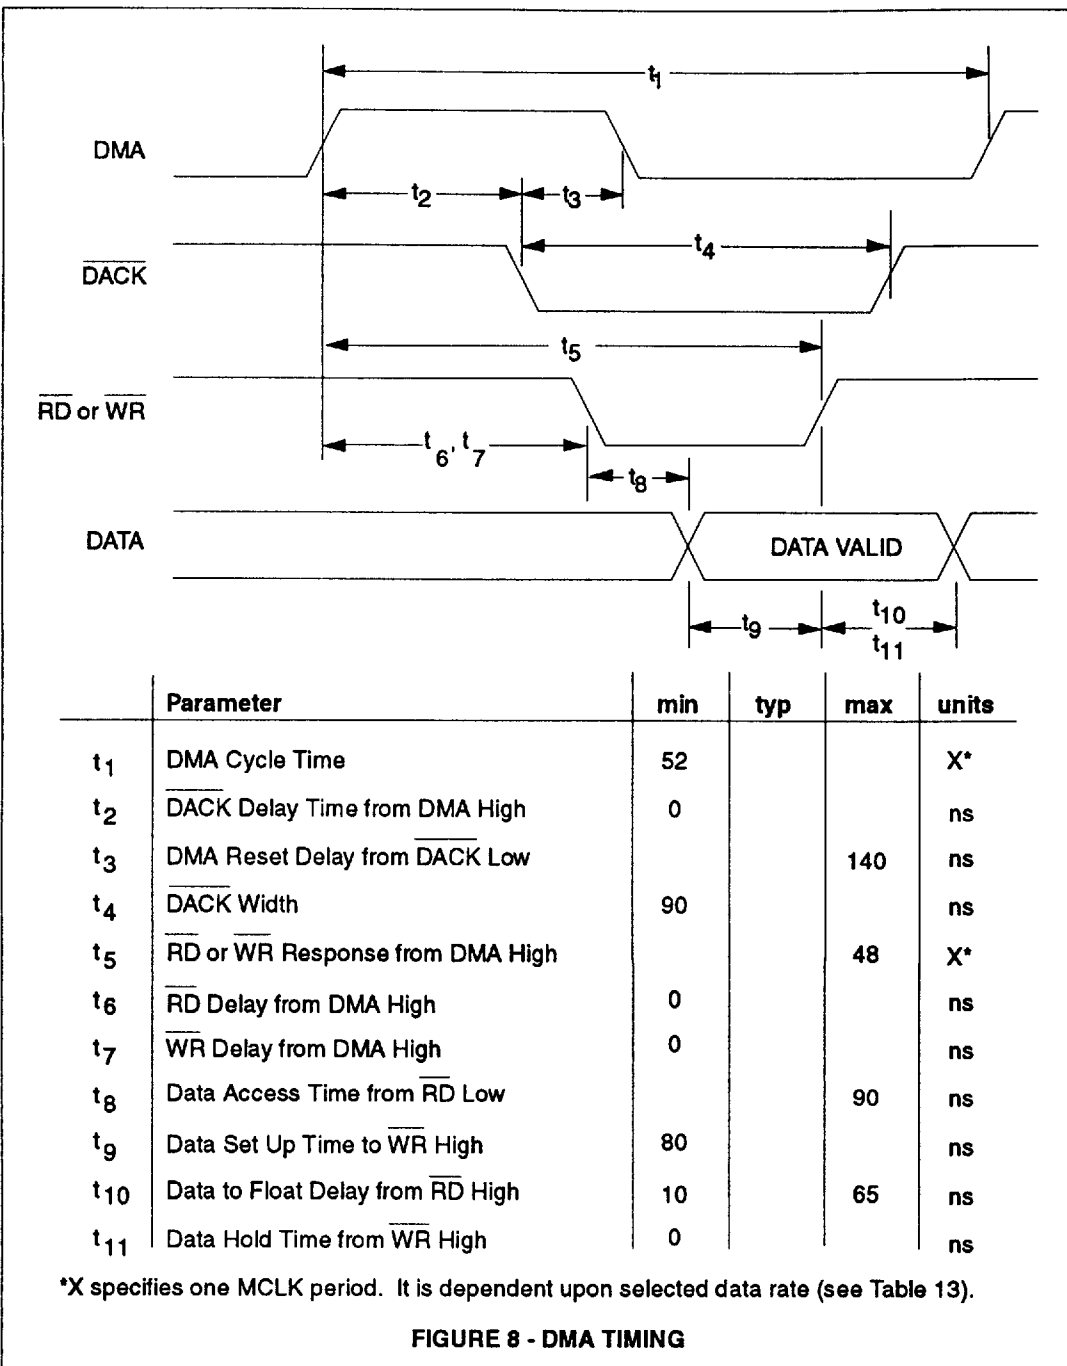 t1
DMA
t2 t3
DACK
t4
t5
RD or WR
t6, t7
t8
DATA
DATA VALID
t9
t10
t11
Parameter min typ max units
t1 DMA Cycle Time 52 X*
t2 DACK Delay Time from DMA High 0 ns
t3 DMA Reset Delay from DACK Low 140 ns
t4 DACK Width 90 ns
t5 RD or WR Response from DMA High 48 X*
t6 RD Delay from DMA High 0 ns
t7 WR Delay from DMA High 0 ns
t8 Data Access Time from RD Low 90 ns
t9 Data Set Up Time to WR High 80 ns
t10 Data to Float Delay from RD High 10 65 ns
t11 Data Hold Time from WR High 0 ns
*X specifies one MCLK period. It is dependent upon selected data rate (see Table 13).
FIGURE 8 - DMA TIMING